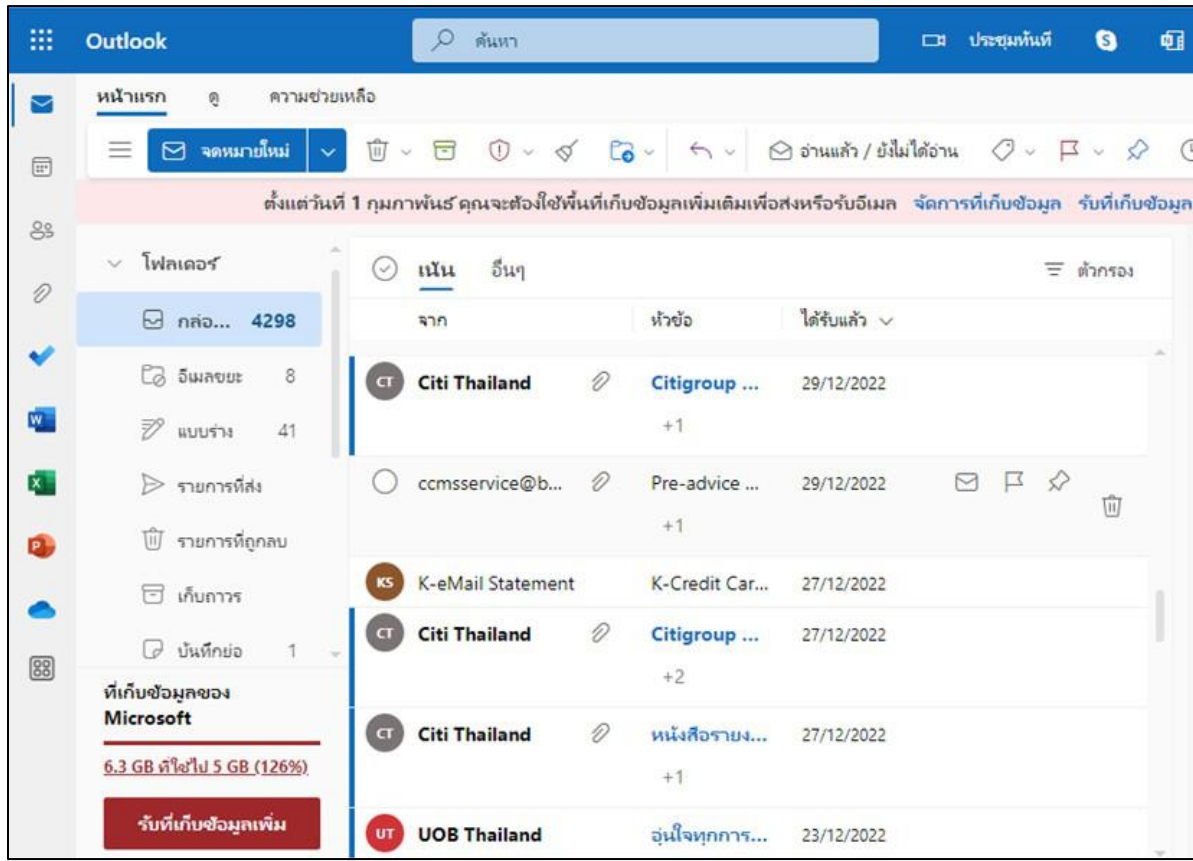 Outlook
ค้นหา
ประชุมทันที
หน้าแรก ดู ความช่วยเหลือ
จดหมายใหม่ อ่านแล้ว / ยังไม่ได้อ่าน
ตั้งแต่วันที่ 1 กุมภาพันธ์ คุณจะต้องใช้พื้นที่เก็บข้อมูลเพิ่มเติมเพื่อส่งหรือรับอีเมล จัดการที่เก็บข้อมูล รับที่เก็บข้อมูล
โฟลเดอร์
กล่อ... 4298
อีเมลขยะ 8
แบบร่าง 41
รายการที่ส่ง
รายการที่ถูกลบ
เก็บถาวร
บันทึกย่อ 1
ที่เก็บข้อมูลของ
Microsoft
6.3 GB ที่ใช้ไป 5 GB (126%)
รับที่เก็บข้อมูลเพิ่ม
เน้น อื่นๆ ตัวกรอง
จาก หัวข้อ ได้รับแล้ว
CT Citi Thailand Citigroup ... 29/12/2022
+1
ccmsservice@b... Pre-advice ... 29/12/2022
+1
KS K-eMail Statement K-Credit Car... 27/12/2022
CT Citi Thailand Citigroup ... 27/12/2022
+2
CT Citi Thailand หนังสือรายง... 27/12/2022
+1
UT UOB Thailand อุ่นใจทุกการ... 23/12/2022